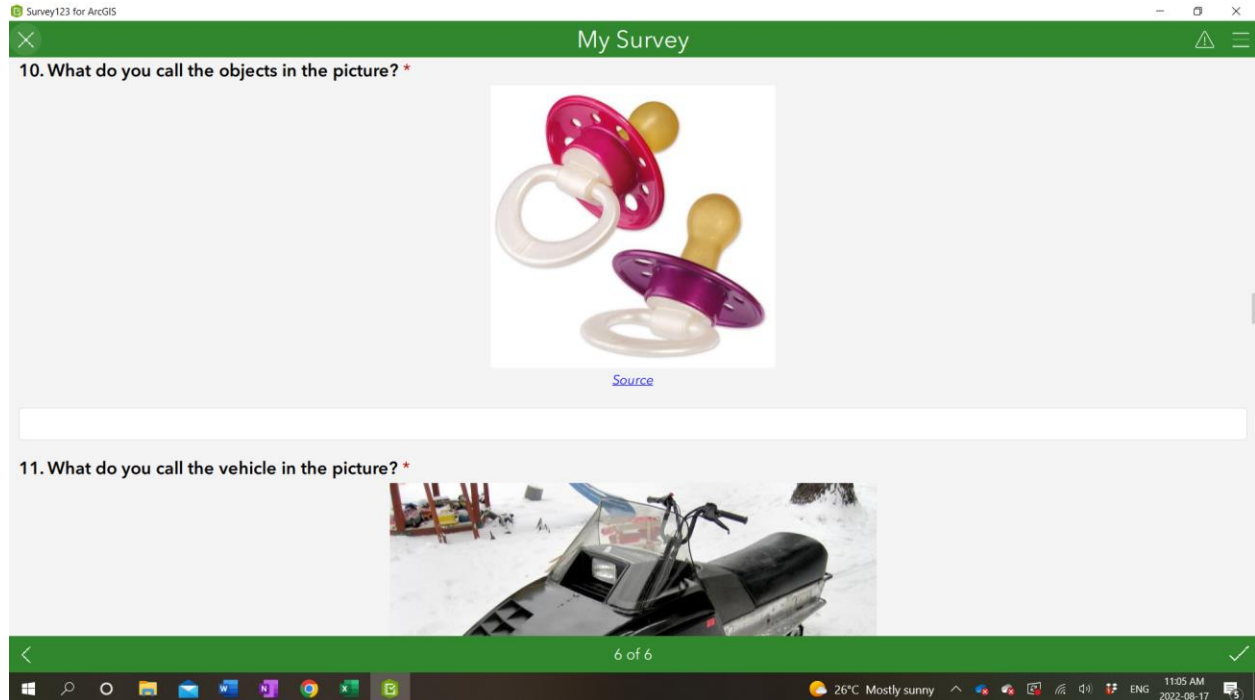 Survey123 for ArcGIS
My Survey
10. What do you call the objects in the picture? *
Source
11. What do you call the vehicle in the picture? *
6 of 6
26°C Mostly sunny
ENG
11:05 AM
2022-08-17